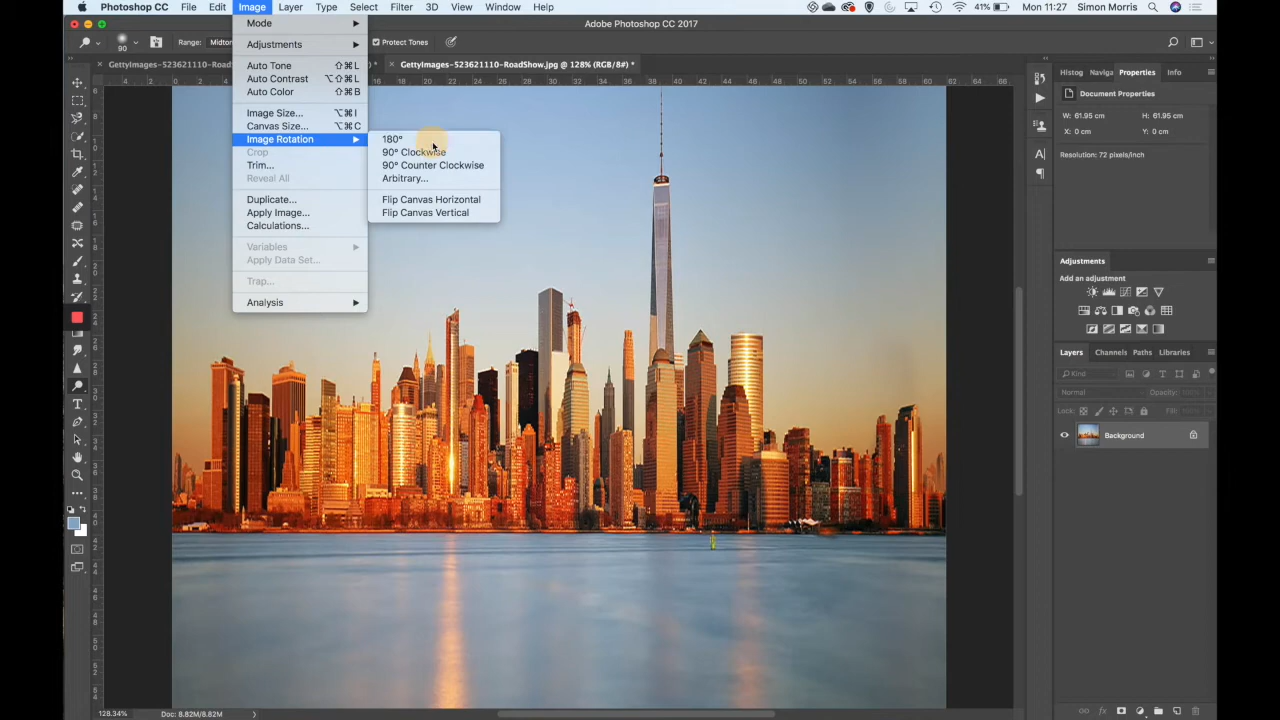 Photoshop CC File Edit Image Layer Type Select Filter 3D View Window Help 41% Mon 11:27 Simon Morris
Adobe Photoshop CC 2017
90 Range: Midton Protect Tones
GettyImages-523621110-Road
GettyImages-523621110-RoadShow.jpg @ 128% (RGB/8#) *
Mode
Adjustments
Auto Tone ⇧⌘L
Auto Contrast ⌥⇧⌘L
Auto Color ⇧⌘B
Image Size... ⌥⌘I
Canvas Size... ⌥⌘C
Image Rotation
Crop
Trim...
Reveal All
Duplicate...
Apply Image...
Calculations...
Variables
Apply Data Set...
Trap...
Analysis
180°
90° Clockwise
90° Counter Clockwise
Arbitrary...
Flip Canvas Horizontal
Flip Canvas Vertical
Histog Naviga Properties Info
Document Properties
W: 61.95 cm H: 61.95 cm
X: 0 cm Y: 0 cm
Resolution: 72 pixels/inch
Adjustments
Add an adjustment
Layers Channels Paths Libraries
Kind
Normal Opacity:
Lock: Fill:
Background
128.34% Doc: 8.82M/8.82M